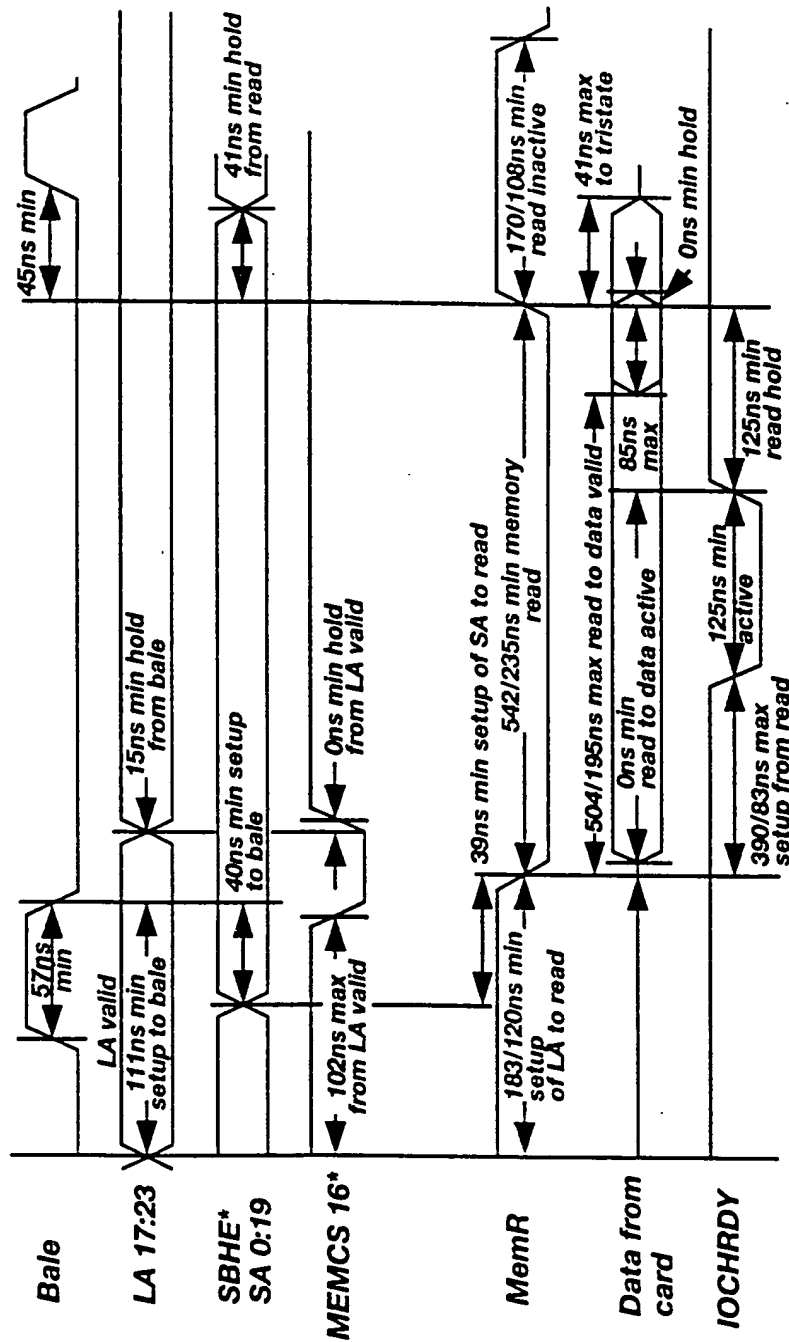 Bale
57ns
min
45ns min
LA 17:23
LA valid
111ns min
setup to bale
15ns min hold
from bale
SBHE*
SA 0:19
40ns min setup
to bale
41ns min hold
from read
MEMCS 16*
102ns max
from LA valid
0ns min hold
from LA valid
39ns min setup of SA to read
MemR
183/120ns min
setup
of LA to read
542/235ns min memory
read
170/108ns min
read inactive
504/195ns max read to data valid
41ns max
to tristate
Data from
card
0ns min
read to data active
85ns
max
0ns min hold
IOCHRDY
390/83ns max
setup from read
125ns min
active
125ns min
read hold